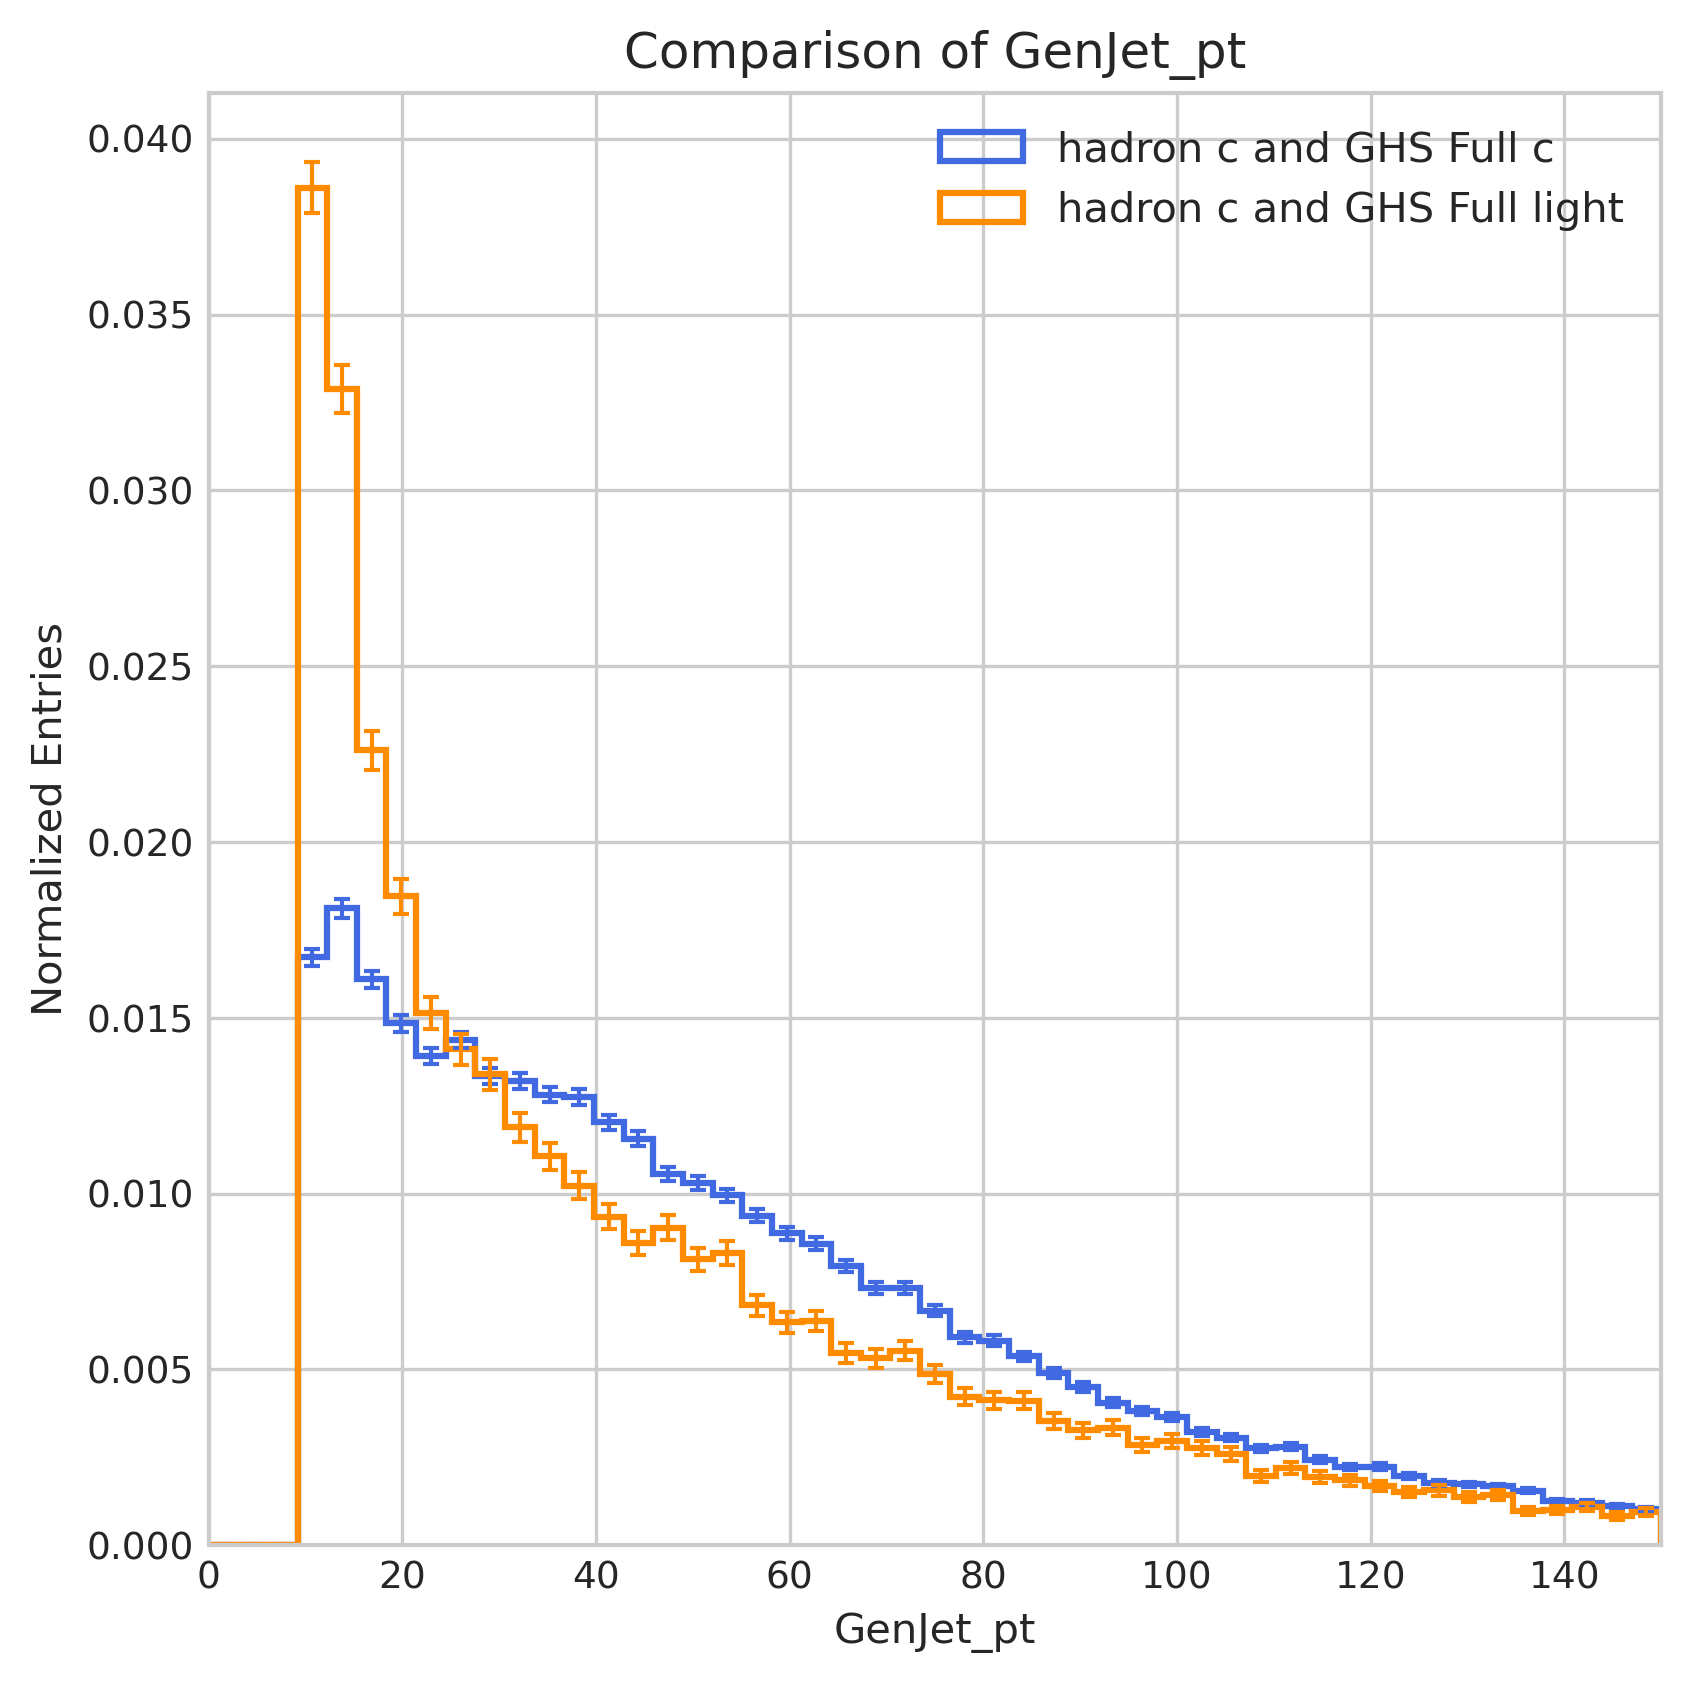 Comparison of GenJet_pt
hadron c and GHS Full c
hadron c and GHS Full light
Normalized Entries
0.040
0.035
0.030
0.025
0.020
0.015
0.010
0.005
0.000
0 20 40 60 80 100 120 140
GenJet_pt